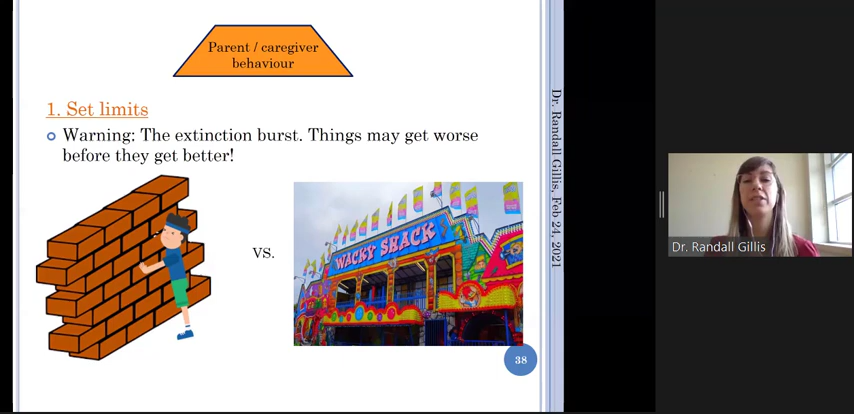 Parent / caregiver
behaviour
1. Set limits
Warning: The extinction burst. Things may get worse
before they get better!
VS.
WACKY SHACK
38
Dr. Randall Gillis, Feb 24, 2021
Dr. Randall Gillis